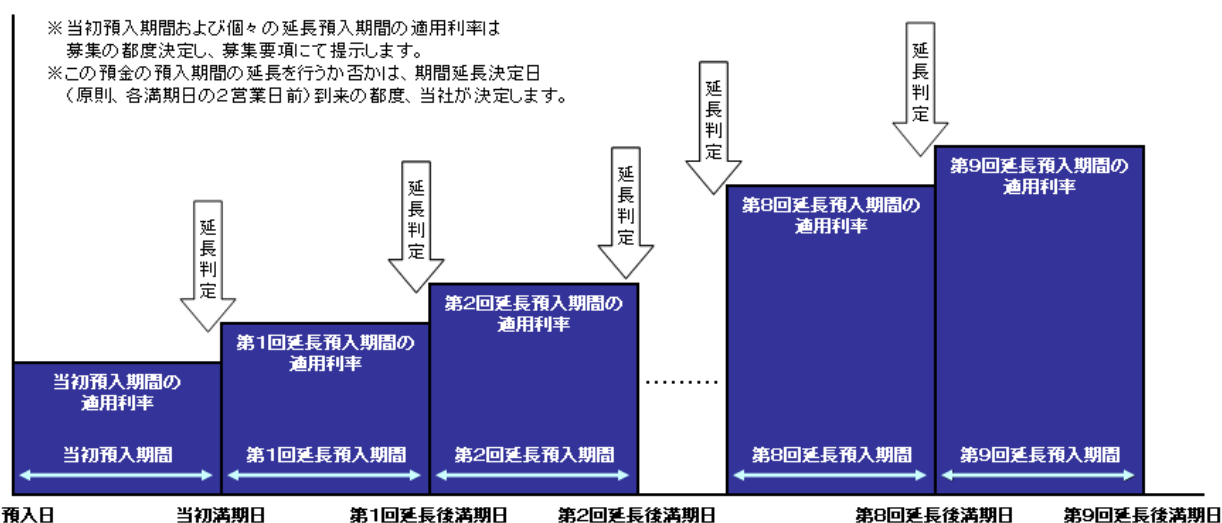 ※当初預入期間および個々の延長預入期間の適用利率は
募集の都度決定し、募集要項にて提示します。
※この預金の預入期間の延長を行うか否かは、期間延長決定日
（原則、各満期日の２営業日前）到来の都度、当社が決定します。
延長判定
延長判定
延長判定
延長判定
延長判定
当初預入期間の
適用利率
第1回延長預入期間の
適用利率
第2回延長預入期間の
適用利率
………
第8回延長預入期間の
適用利率
第9回延長預入期間の
適用利率
当初預入期間
第1回延長預入期間
第2回延長預入期間
第8回延長預入期間
第9回延長預入期間
預入日
当初満期日
第1回延長後満期日
第2回延長後満期日
第8回延長後満期日
第9回延長後満期日